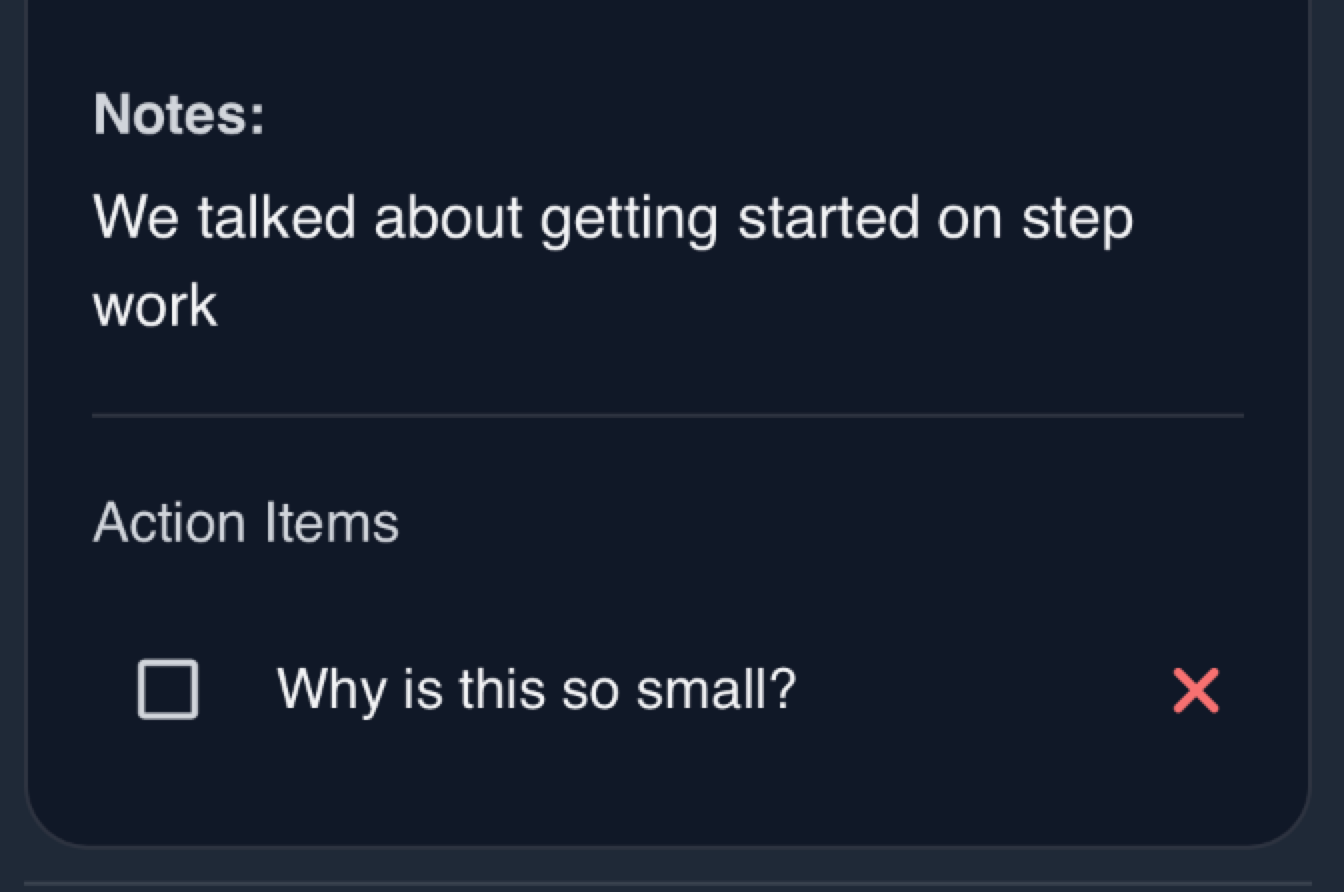 Notes:
We talked about getting started on step
work
Action Items
Why is this so small?